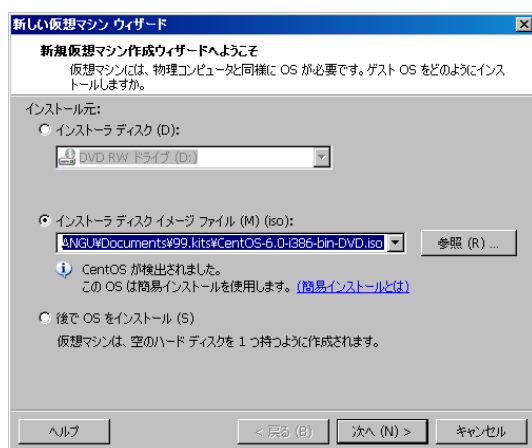 新しい仮想マシン ウィザード
新規仮想マシン作成ウィザードへようこそ
仮想マシンには、物理コンピュータと同様に OS が必要です。ゲスト OS をどのようにインス
トールしますか。
インストール元:
インストーラ ディスク (D):
DVD RW ドライブ (D:)
インストーラ ディスク イメージ ファイル (M) (iso):
ANGU¥Documents¥99.kits¥CentOS-6.0-i386-bin-DVD.iso
参照 (R) ...
CentOS が検出されました。
この OS は簡易インストールを使用します。 (簡易インストールとは)
後で OS をインストール (S)
仮想マシンは、空のハード ディスクを 1 つ持つように作成されます。
ヘルプ
< 戻る (B)
次へ (N) >
キャンセル